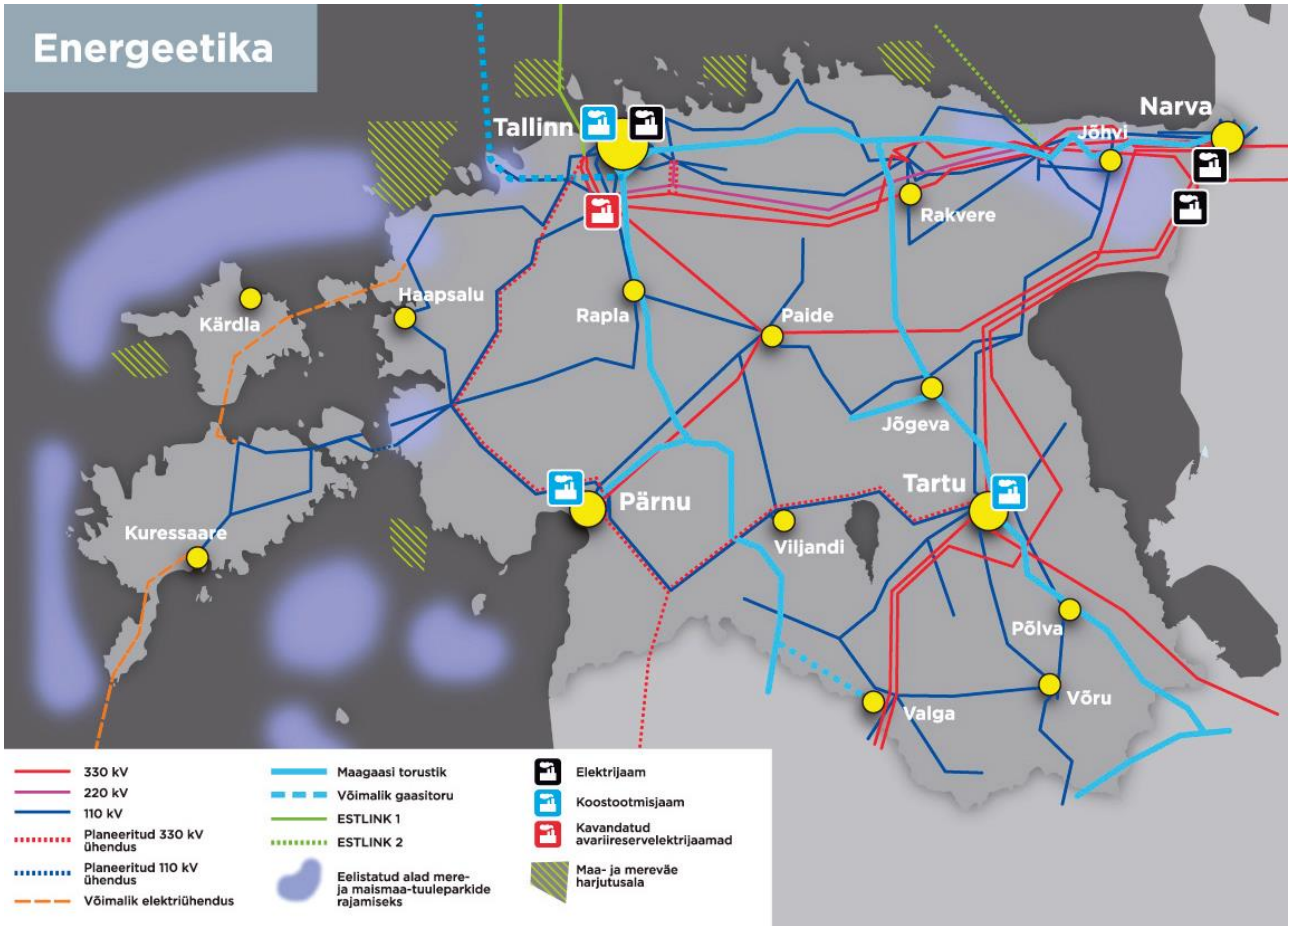 Energeetika
Narva
Tallinn
Jõhvi
Rakvere
Haapsalu
Kärdla
Rapla
Paide
Jõgeva
Tartu
Pärnu
Kuressaare
Viljandi
Põlva
Valga
Võru
330 kV
220 kV
110 kV
Planeeritud 330 kV
ühendus
Planeeritud 110 kV
ühendus
Võimalik elektriühendus
Maagaasi torustik
Võimalik gaasitoru
ESTLINK 1
ESTLINK 2
Eelistatud alad mere-
ja maismaa-tuuleparkide
rajamiseks
Elektrijaam
Koostootmisjaam
Kavandatud
avariireservelektrijaamad
Maa- ja mereväe
harjutusala